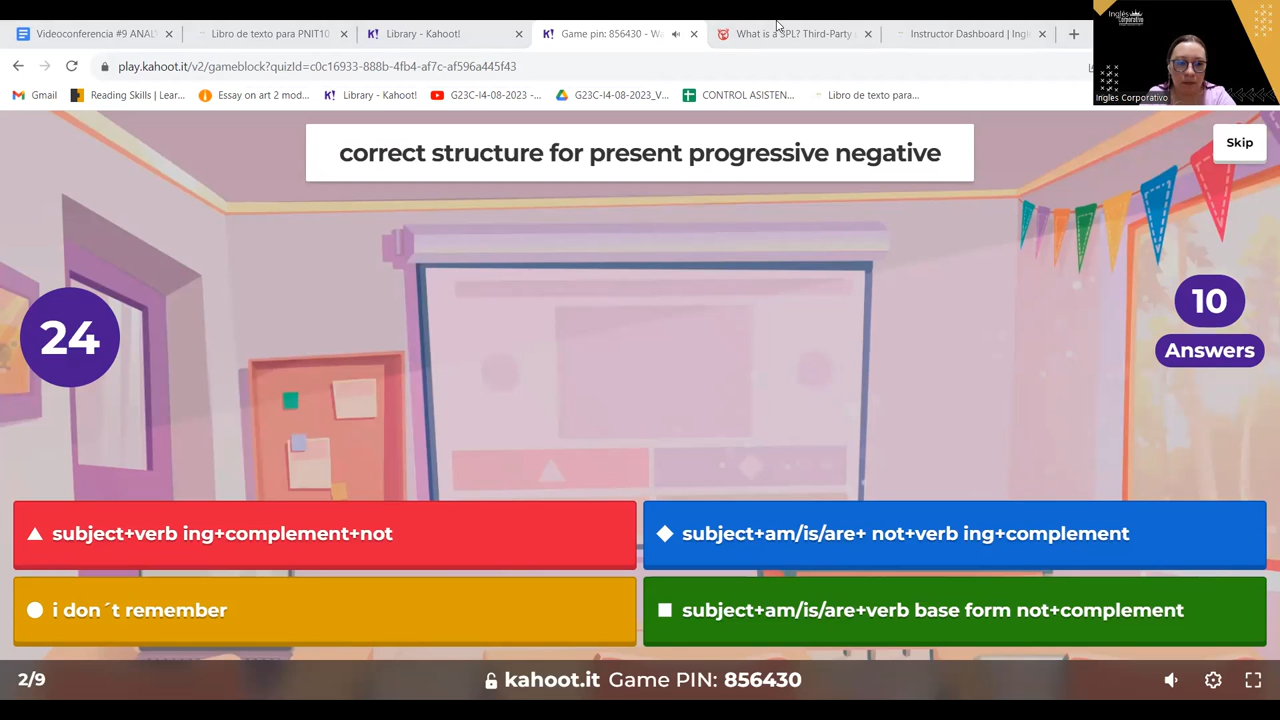 Videoconferencia #9 ANAL
Libro de texto para PNIT10
Library - Kahoot!
Game pin: 856430 - Wa
What is a 3PL? Third-Party
Instructor Dashboard | Ingl
play.kahoot.it/v2/gameblock?quizId=c0c16933-888b-4fb4-af7c-af596a445f43
Gmail
Reading Skills | Lear...
Essay on art 2 mod...
Library - Kahoot!
G23C-I4-08-2023 -...
G23C-I4-08-2023_V...
CONTROL ASISTEN...
Libro de texto para...
Inglés
Corporativo
Ingles Corporativo
correct structure for present progressive negative
Skip
24
10
Answers
subject+verb ing+complement+not
subject+am/is/are+ not+verb ing+complement
i don´t remember
subject+am/is/are+verb base form not+complement
2/9
kahoot.it Game PIN: 856430